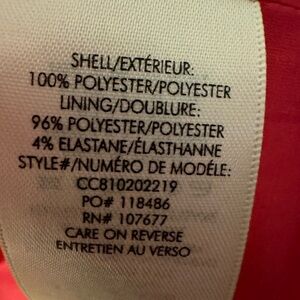 SHELL/EXTÉRIEUR:
100% POLYESTER/POLYESTER
LINING/DOUBLURE:
96% POLYESTER/POLYESTER
4% ELASTANE/ÉLASTHANNE
STYLE#/NUMÉRO DE MODÉLE:
CC810202219
PO# 118486
RN# 107677
CARE ON REVERSE
ENTRETIEN AU VERSO